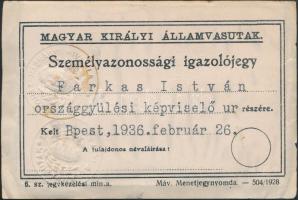 MAGYAR KIRÁLYI ÁLLAMVASUTAK.
Személyazonossági igazolójegy
Farkas István
országgyülési képviselő ur részére.
Kelt Bpest, 1936. február 26.
A tulajdonos névaláírása:
6. sz. jegykezelési min.a.
Máv. Menetjegynyomda. — 504/1928